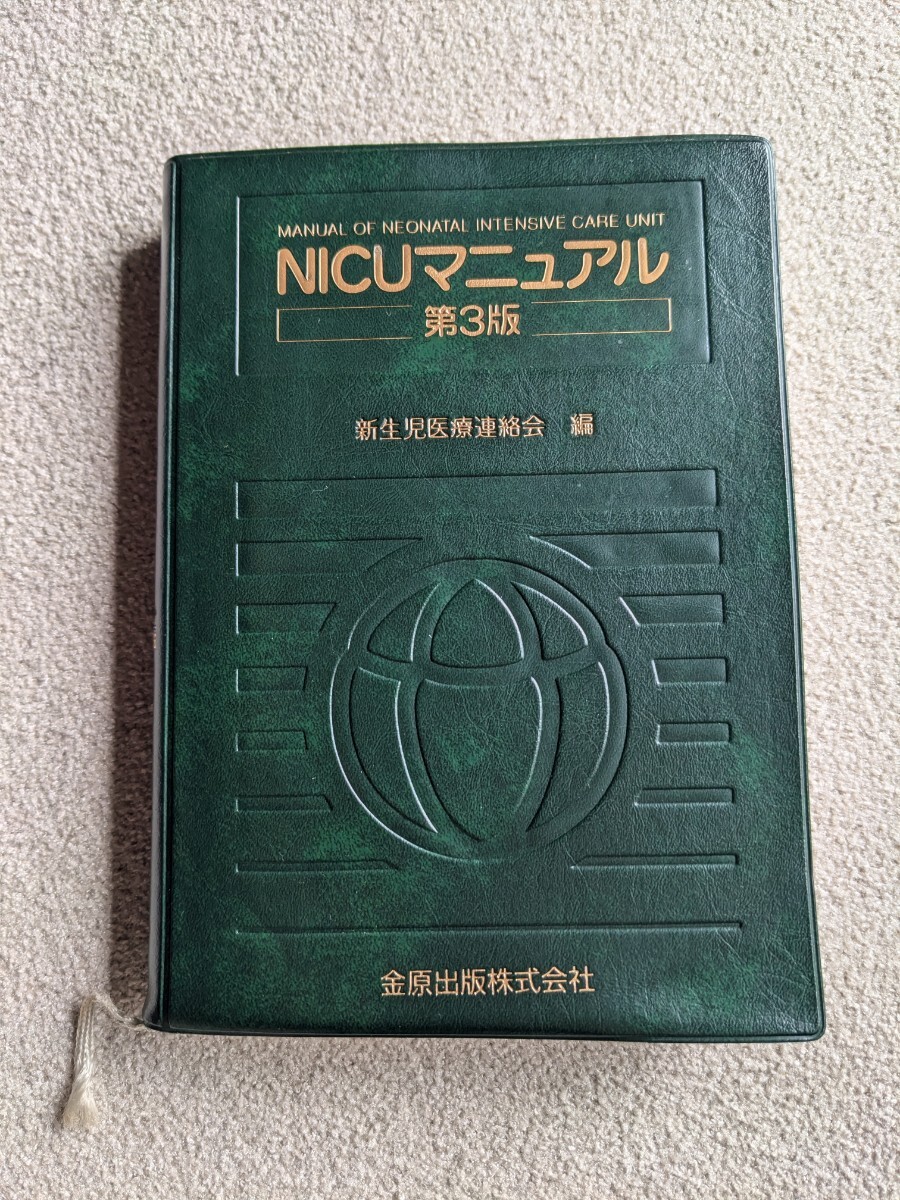 MANUAL OF NEONATAL INTENSIVE CARE UNIT
NICUマニュアル
第3版
新生児医療連絡会 編
金原出版株式会社